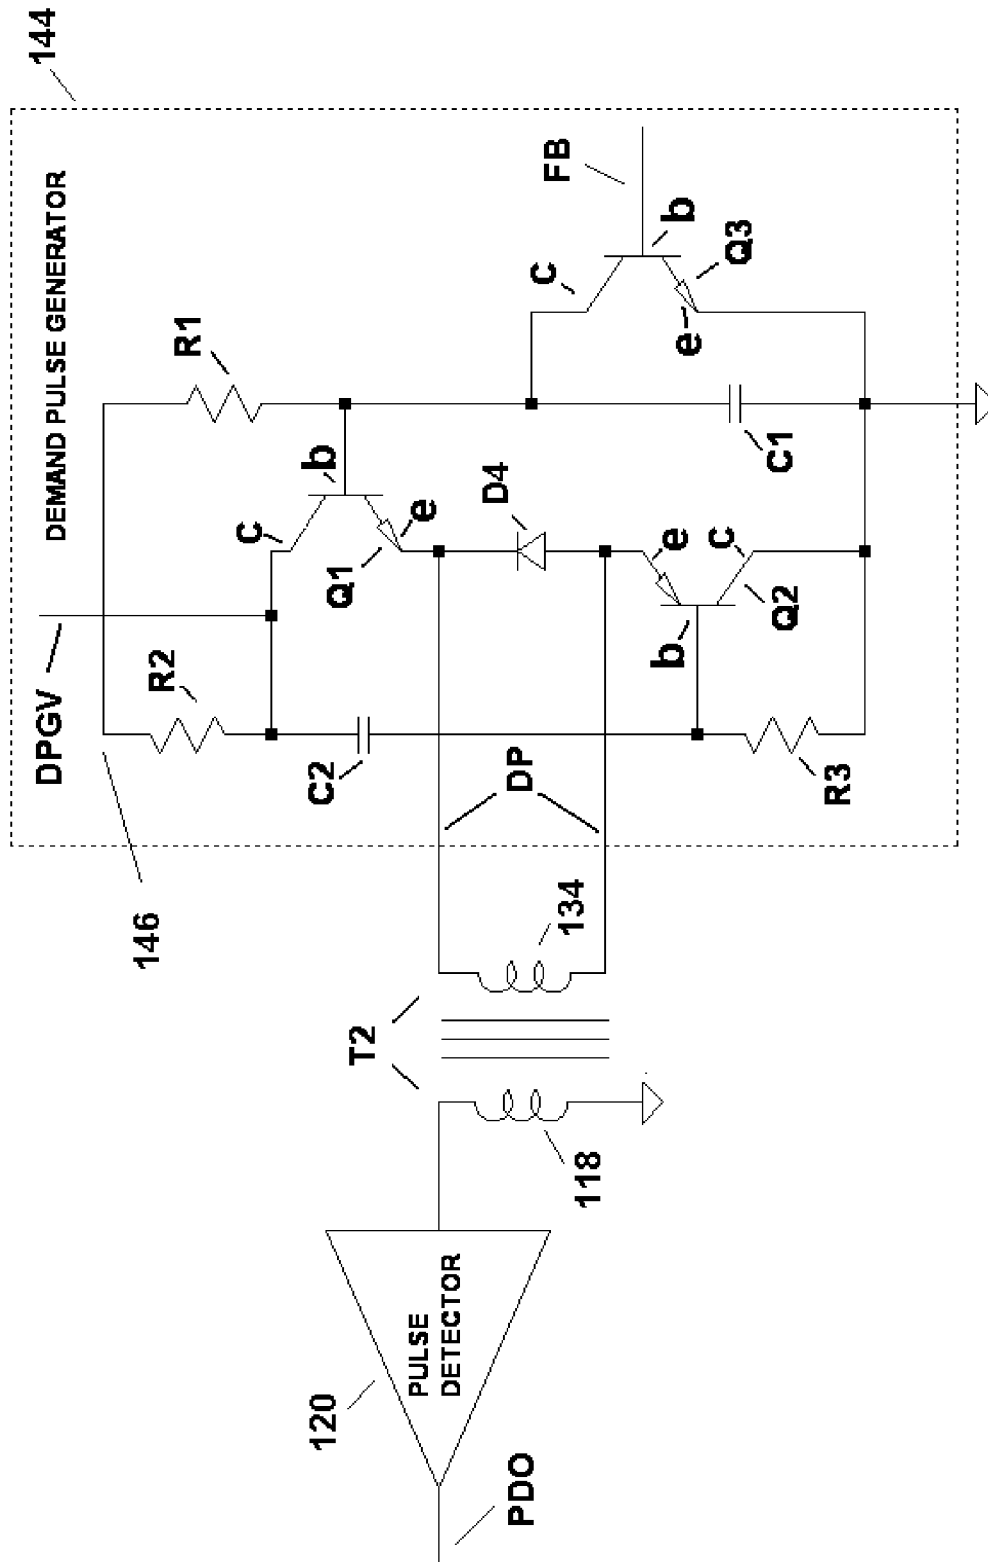 144
DEMAND PULSE GENERATOR
DPGV
R2
R1
146
c
b
Q1
e
C2
D4
c
b
e
Q3
FB
DP
e
c
b
Q2
C1
R3
T2
134
118
120
PULSE
DETECTOR
PDO